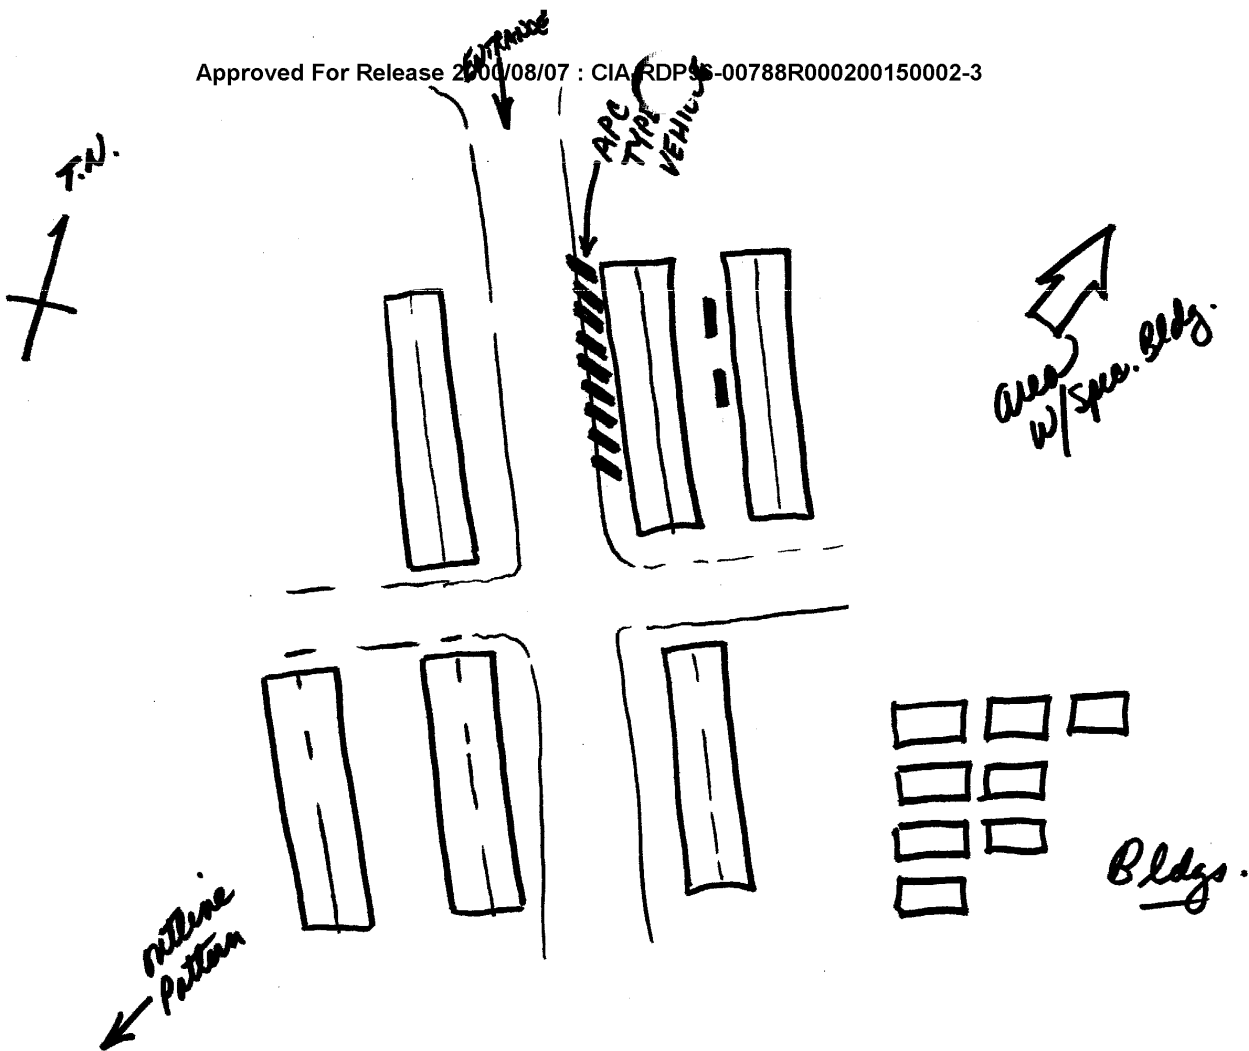 ENTRANCE
Approved For Release 2000/08/07 : CIA-RDP96-00788R000200150002-3
APC
TYPE
VEHICLES
T.N.
area
w/ Spec. Bldg.
Bldgs.
outline
Pattern